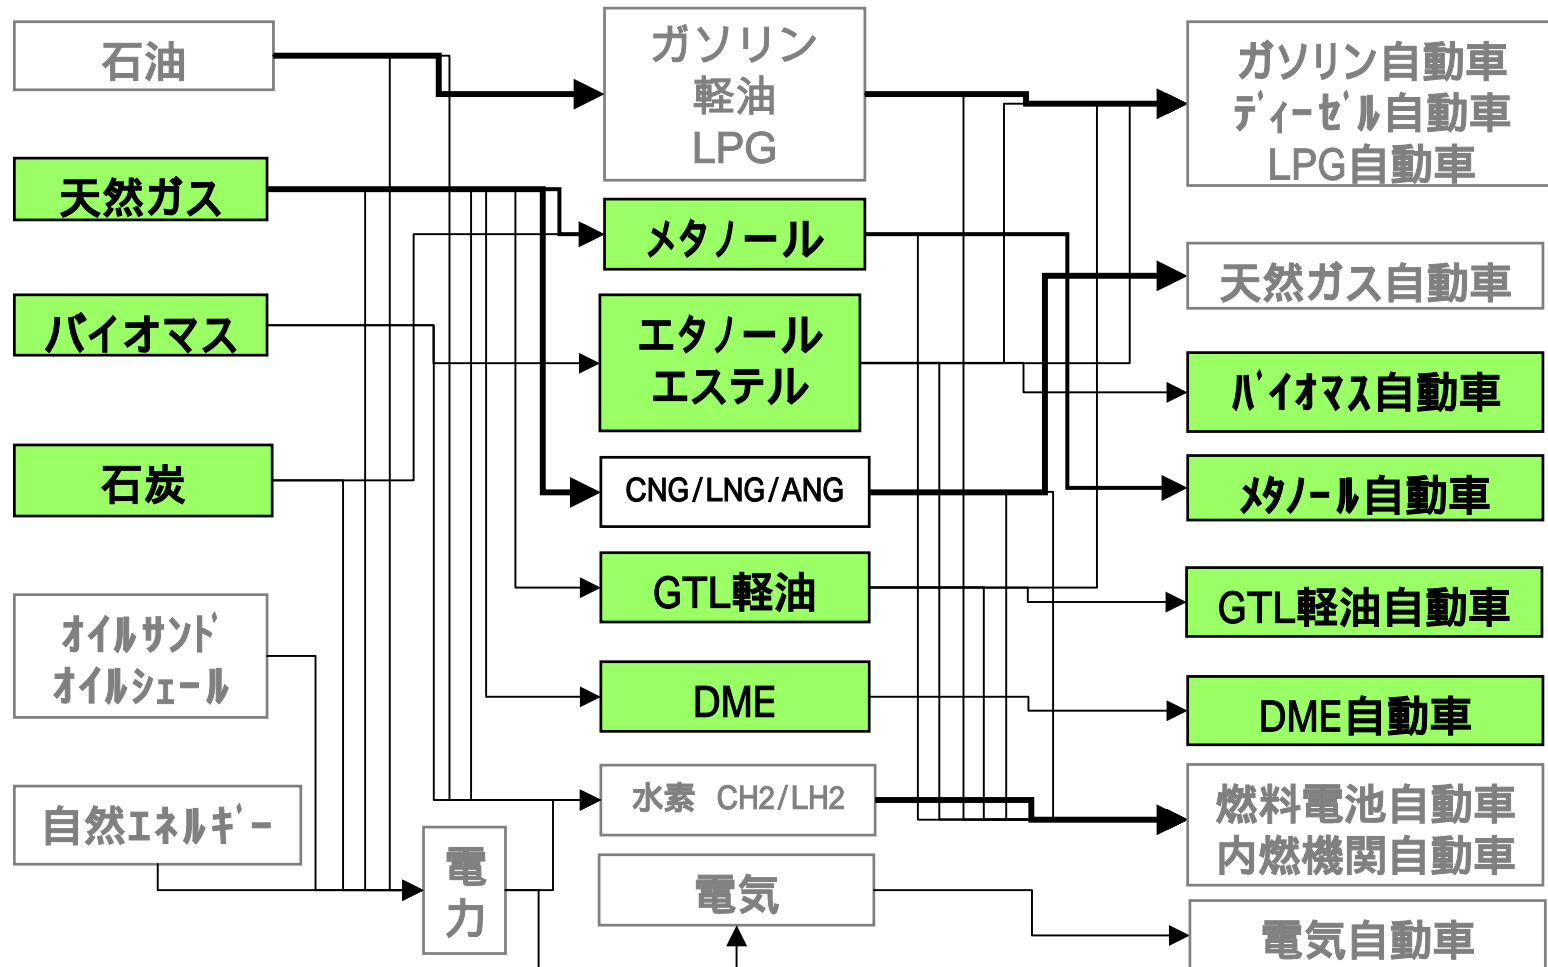 石油
天然ガス
バイオマス
石炭
オイルサンド
オイルシェール
自然エネルギー
電
力
ガソリン
軽油
LPG
メタノール
エタノール
エステル
CNG/LNG/ANG
GTL軽油
DME
水素 CH2/LH2
電気
ガソリン自動車
ディーゼル自動車
LPG自動車
天然ガス自動車
バイオマス自動車
メタノール自動車
GTL軽油自動車
DME自動車
燃料電池自動車
内燃機関自動車
電気自動車